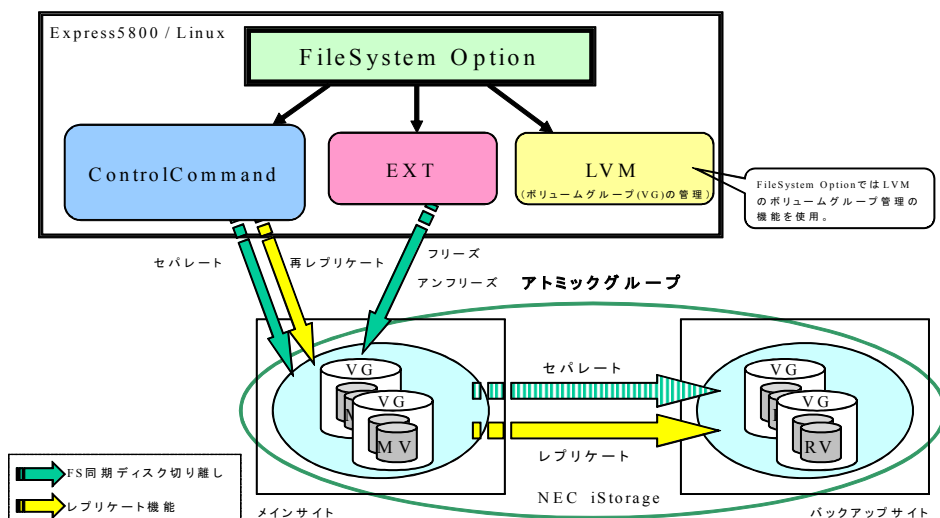 Express5800 / Linux
FileSystem Option
ControlCommand
EXT
LVM
(ボリュームグループ(VG)の管理)
FileSystem OptionではLVM
のボリュームグループ管理の
機能を使用。
セパレート
再レプリケート
フリーズ
アンフリーズ
アトミックグループ
VG
VG
MV
セパレート
レプリケート
VG
VG
RV
NEC iStorage
メインサイト
バックアップサイト
FS同期ディスク切り離し
レプリケート機能